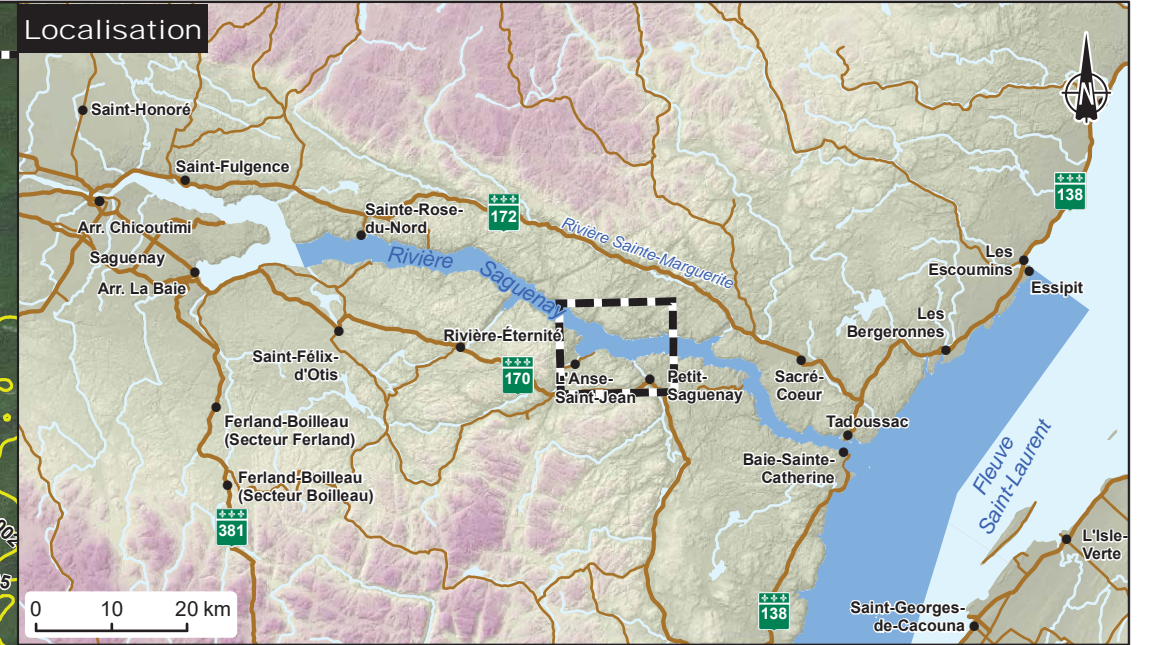 Localisation
Saint-Honoré
Saint-Fulgence
138
172
Sainte-Rose-
du-Nord
Arr. Chicoutimi
Rivière Sainte-Marguerite
Saguenay
Rivière Saguenay
Les
Escoumins
Arr. La Baie
Essipit
Les
Bergeronnes
Rivière-Éternité
Saint-Félix-
d'Otis
170
L'Anse-
Saint-Jean
Petit-
Saguenay
Sacré-
Coeur
Ferland-Boilleau
(Secteur Ferland)
Tadoussac
Baie-Sainte-
Catherine
Fleuve
Saint-Laurent
Ferland-Boilleau
(Secteur Boilleau)
381
002
5
L'Isle-
Verte
0 10 20 km
138
Saint-Georges-
de-Cacouna